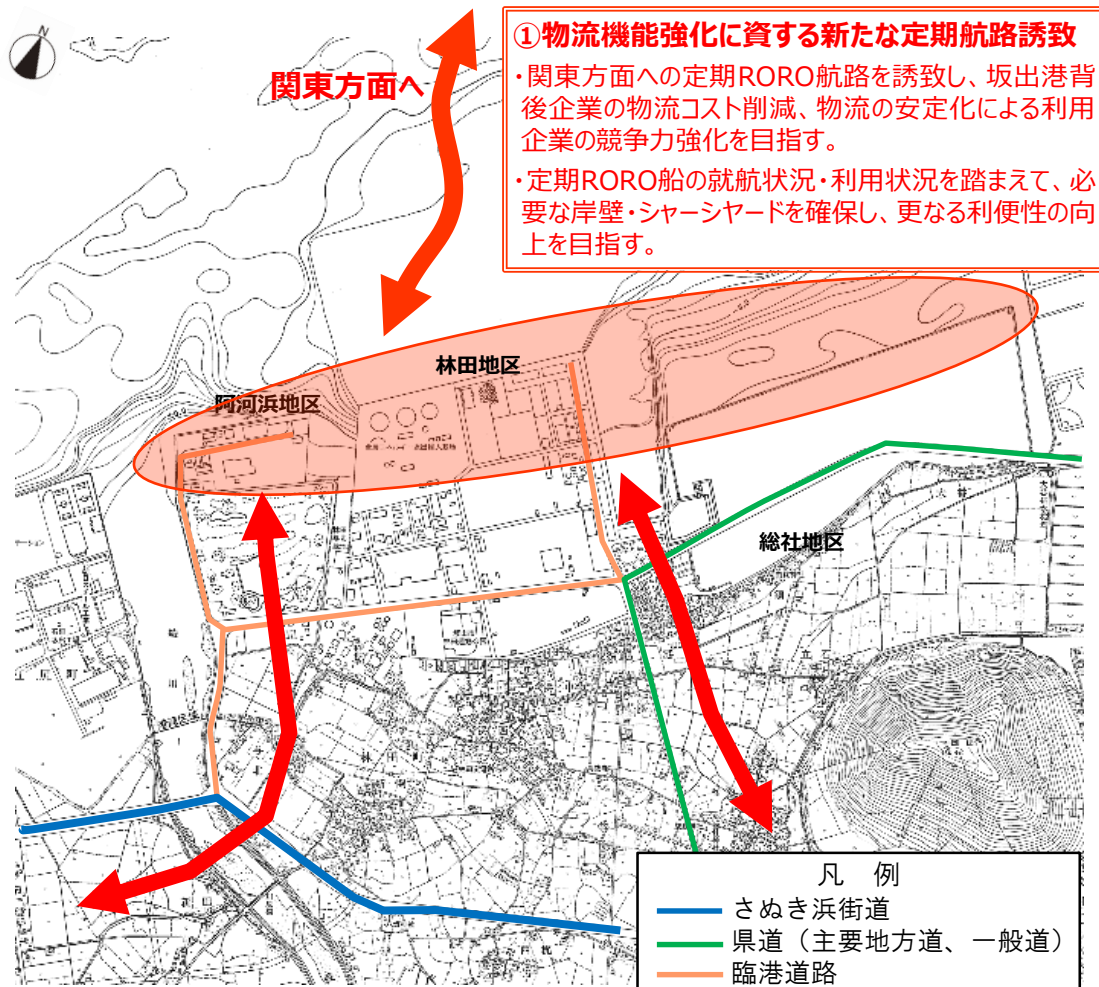 N
①物流機能強化に資する新たな定期航路誘致
・関東方面への定期RORO航路を誘致し、坂出港背
後企業の物流コスト削減、物流の安定化による利用
企業の競争力強化を目指す。
・定期RORO船の就航状況・利用状況を踏まえて、必
要な岸壁・シャーシヤードを確保し、更なる利便性の向
上を目指す。
関東方面へ
林田地区
阿河浜地区
総社地区
凡　例
さぬき浜街道
県道（主要地方道、一般道）
臨港道路